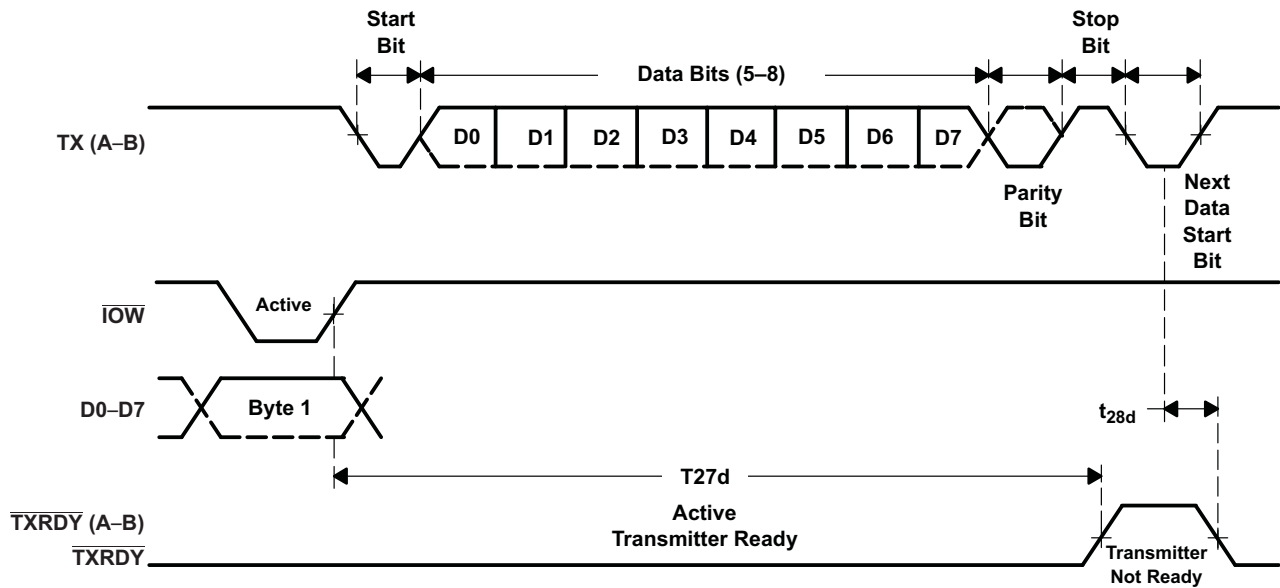 Start
Bit
Data Bits (5–8)
Stop
Bit
TX (A–B)
D0 D1 D2 D3 D4 D5 D6 D7
Parity
Bit
Next
Data
Start
Bit
IOW
Active
D0–D7
Byte 1
t28d
T27d
TXRDY (A–B)
TXRDY
Active
Transmitter Ready
Transmitter
Not Ready